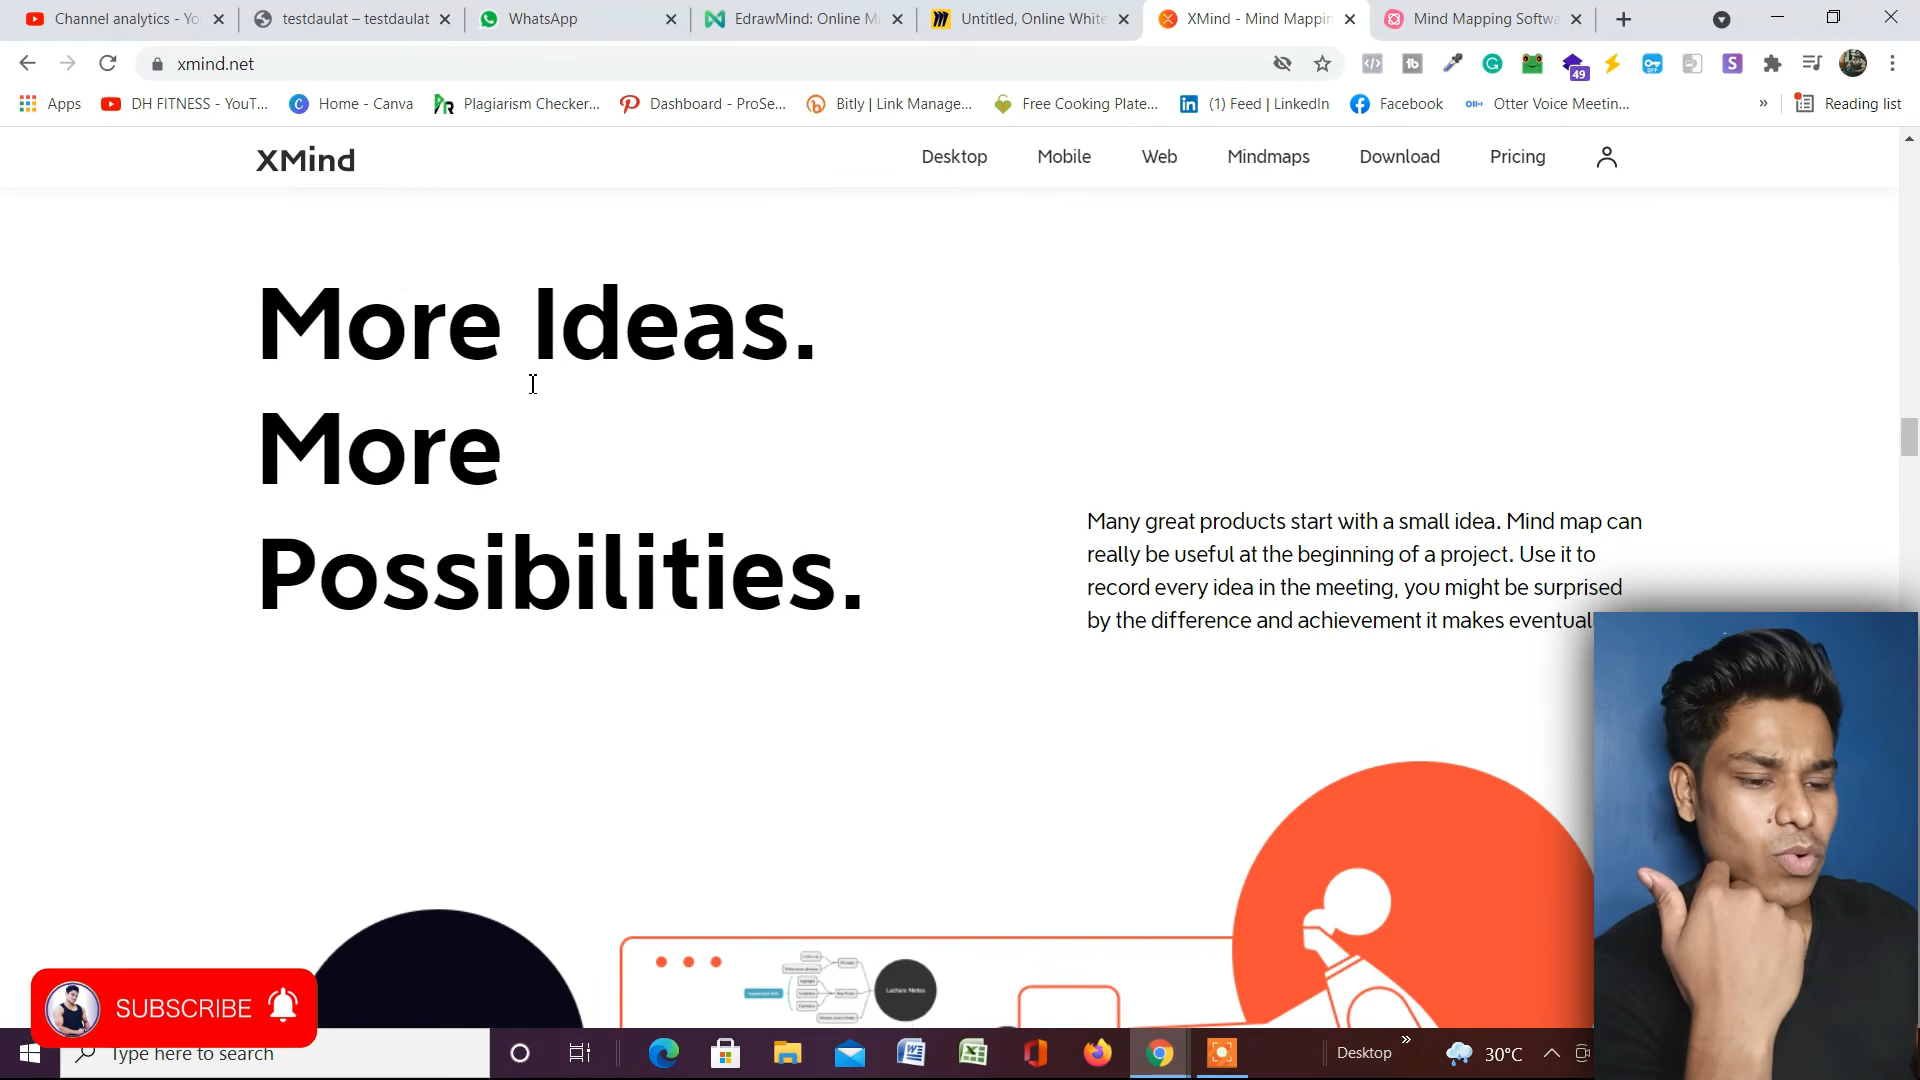 Channel analytics - Yo
testdaulat – testdaulat
WhatsApp
EdrawMind: Online Mi
Untitled, Online White
XMind - Mind Mappin
Mind Mapping Softwa
xmind.net
49
Apps
DH FITNESS - YouT...
Home - Canva
Plagiarism Checker...
Dashboard - ProSe...
Bitly | Link Manage...
Free Cooking Plate...
(1) Feed | LinkedIn
Facebook
Otter Voice Meetin...
Reading list
XMind
Desktop
Mobile
Web
Mindmaps
Download
Pricing
More Ideas.
More
Possibilities.
Many great products start with a small idea. Mind map can
really be useful at the beginning of a project. Use it to
record every idea in the meeting, you might be surprised
by the difference and achievement it makes eventual
Lecture Notes
SUBSCRIBE
Type here to search
Desktop
30°C